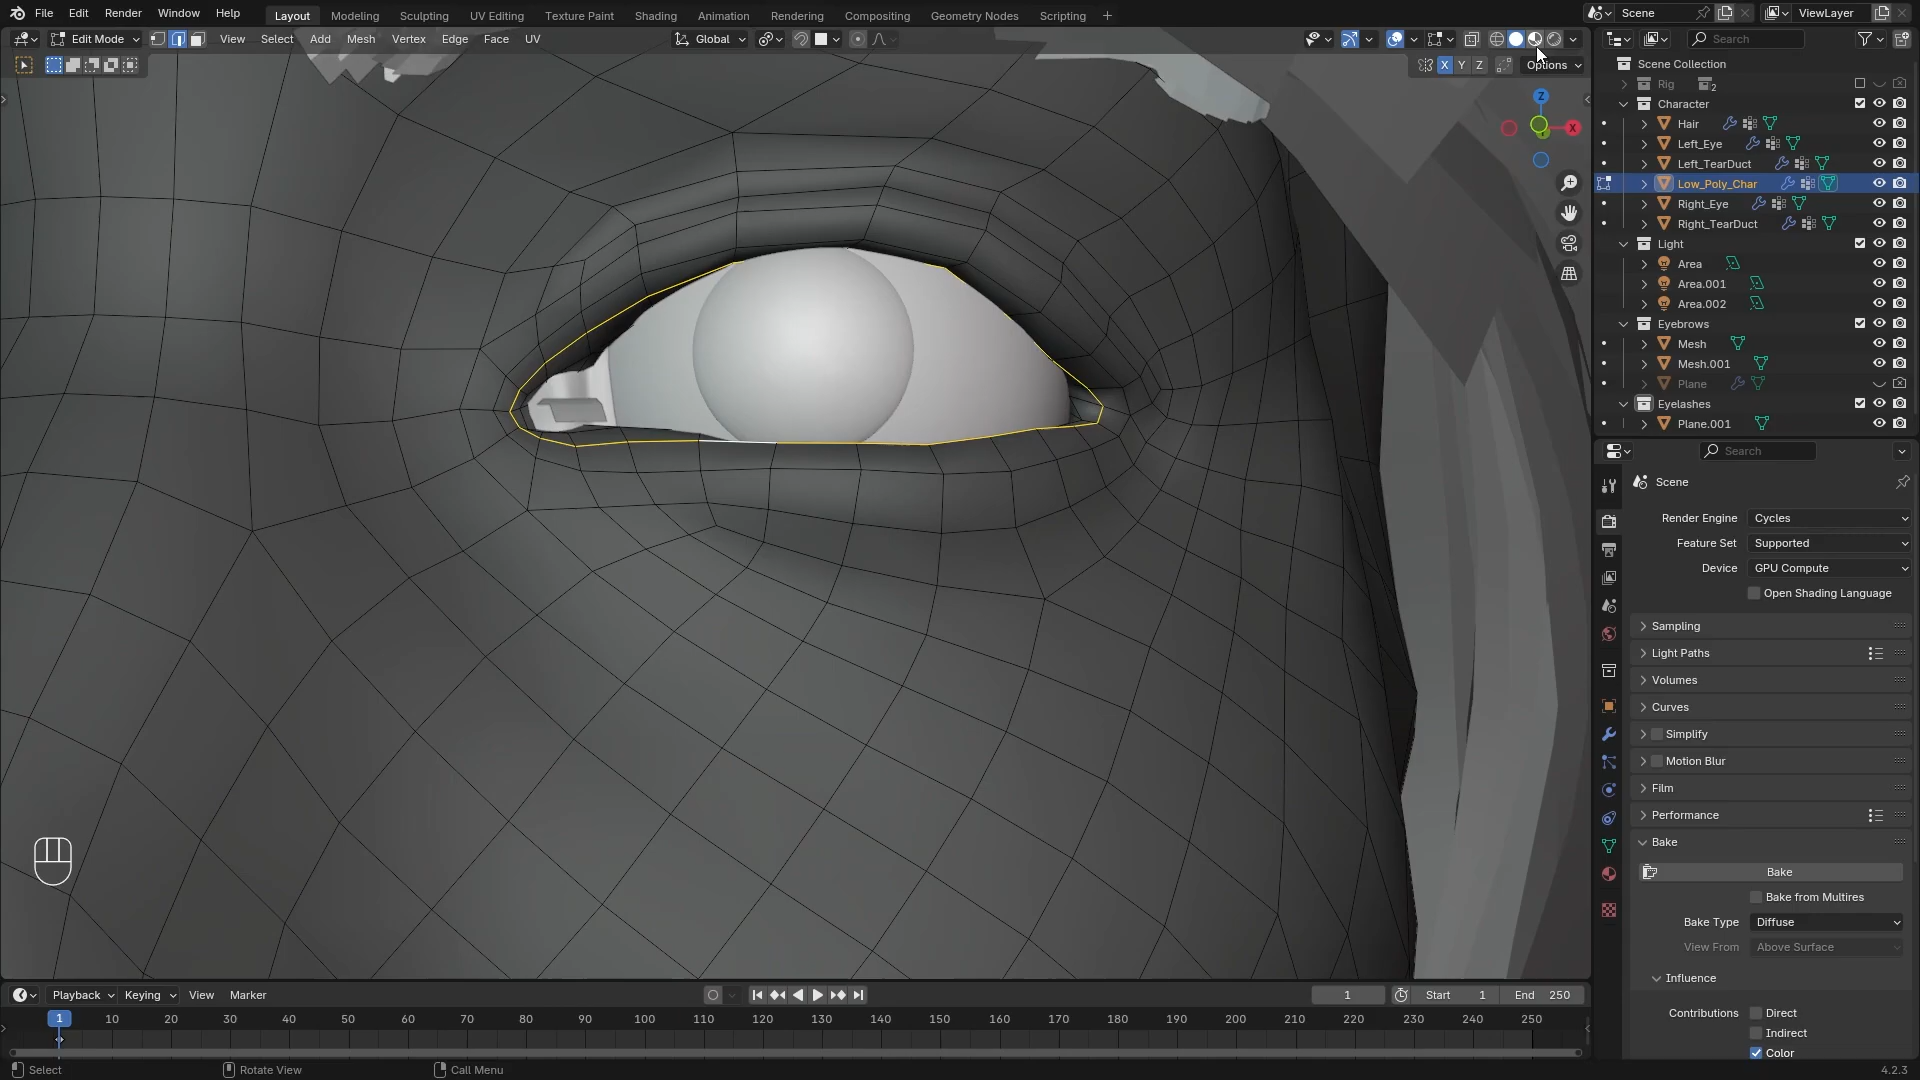 File Edit Render Window Help Layout Modeling Sculpting UV Editing Texture Paint Shading Animation Rendering Compositing Geometry Nodes Scripting + Scene ViewLayer
Edit Mode View Select Add Mesh Vertex Edge Face UV Global Search
X Y Z Options
Z
X
Scene Collection
Rig 2
Character
Hair
Left_Eye
Left_TearDuct
Low_Poly_Char
Right_Eye
Right_TearDuct
Light
Area
Area.001
Area.002
Eyebrows
Mesh
Mesh.001
Plane
Eyelashes
Plane.001
Search
Scene
Render Engine Cycles
Feature Set Supported
Device GPU Compute
Open Shading Language
Sampling
Light Paths
Volumes
Curves
Simplify
Motion Blur
Film
Performance
Bake
Bake
Bake from Multires
Bake Type Diffuse
View From Above Surface
Influence
Contributions Direct
Indirect
Color
Playback Keying View Marker 1 Start 1 End 250
1 10 20 30 40 50 60 70 80 90 100 110 120 130 140 150 160 170 180 190 200 210 220 230 240 250
Select Rotate View Call Menu 4.2.3